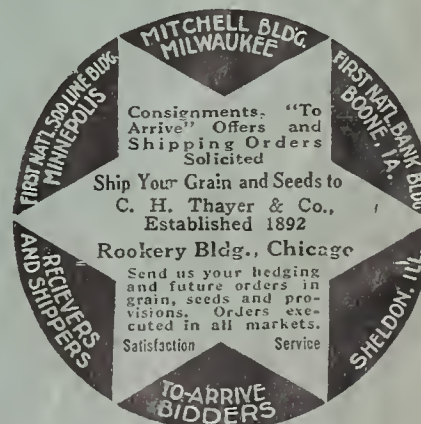 MITCHELL BLDG.
MILWAUKEE
FIRST NAT'L BANK BLDG
BOONE, IA.
SHELDON, ILL.
TO-ARRIVE
BIDDERS
RECIEVERS
AND SHIPPERS
FIRST NAT'L SOO LINE BLDG.
MINNEPOLIS
Consignments, "To
Arrive" Offers and
Shipping Orders
Solicited
Ship Your Grain and Seeds to
C. H. Thayer & Co.,
Established 1892
Rookery Bldg., Chicago
Send us your hedging
and future orders in
grain, seeds and pro-
visions. Orders exe-
cuted in all markets.
Satisfaction Service